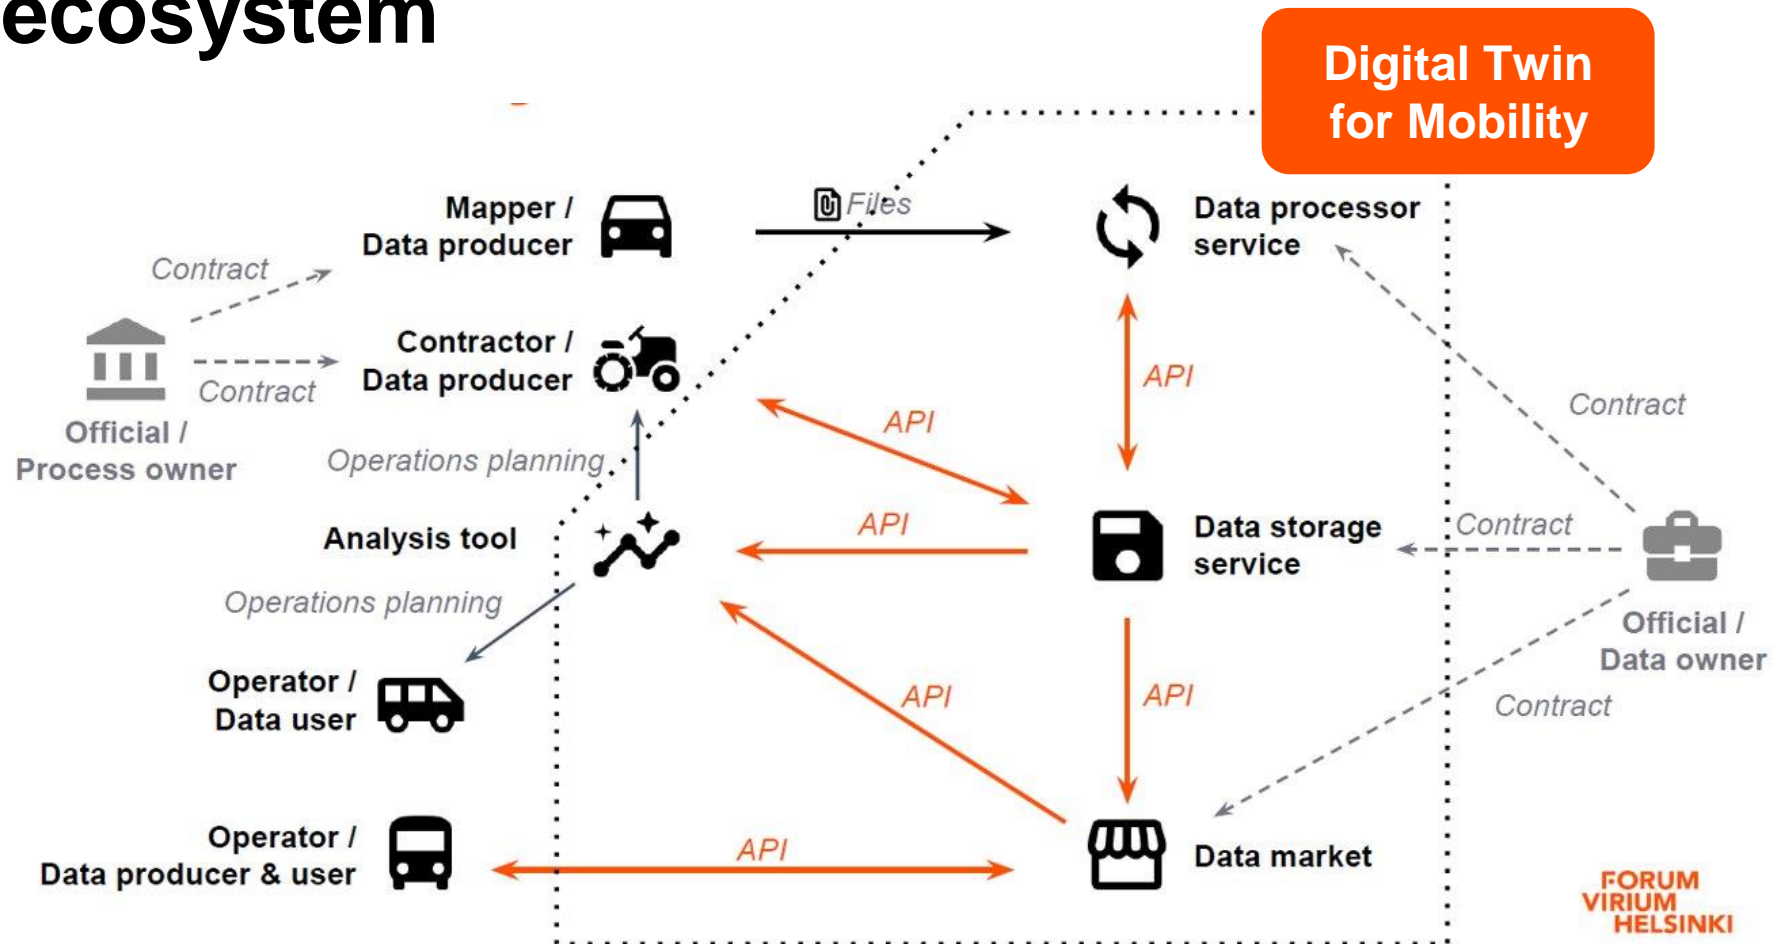 ecosystem
Digital Twin
for Mobility
Files
Mapper /
Data producer
Data processor
service
Contract
Contractor /
Data producer
Contract
API
Contract
API
Official /
Process owner
Operations planning
API
Analysis tool
Data storage
service
Contract
Operations planning
Official /
Data owner
Operator /
Data user
API
API
Contract
Operator /
Data producer & user
API
Data market
FORUM
VIRIUM
HELSINKI